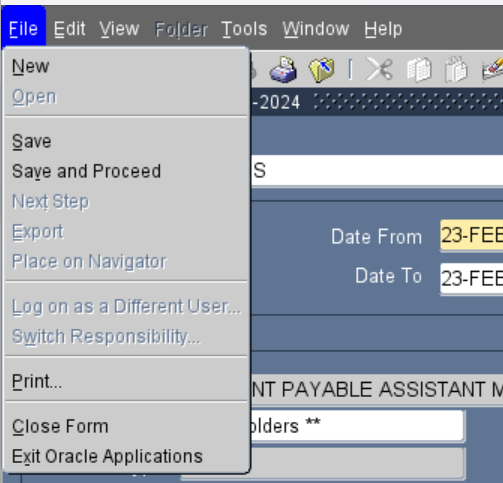 File Edit View Folder Tools Window Help
New
Open
-2024
Save
Save and Proceed
S
Next Step
Export
Date From 23-FEB
Place on Navigator
Date To 23-FEB
Log on as a Different User...
Switch Responsibility...
Print...
NT PAYABLE ASSISTANT M
Close Form
olders **
Exit Oracle Applications